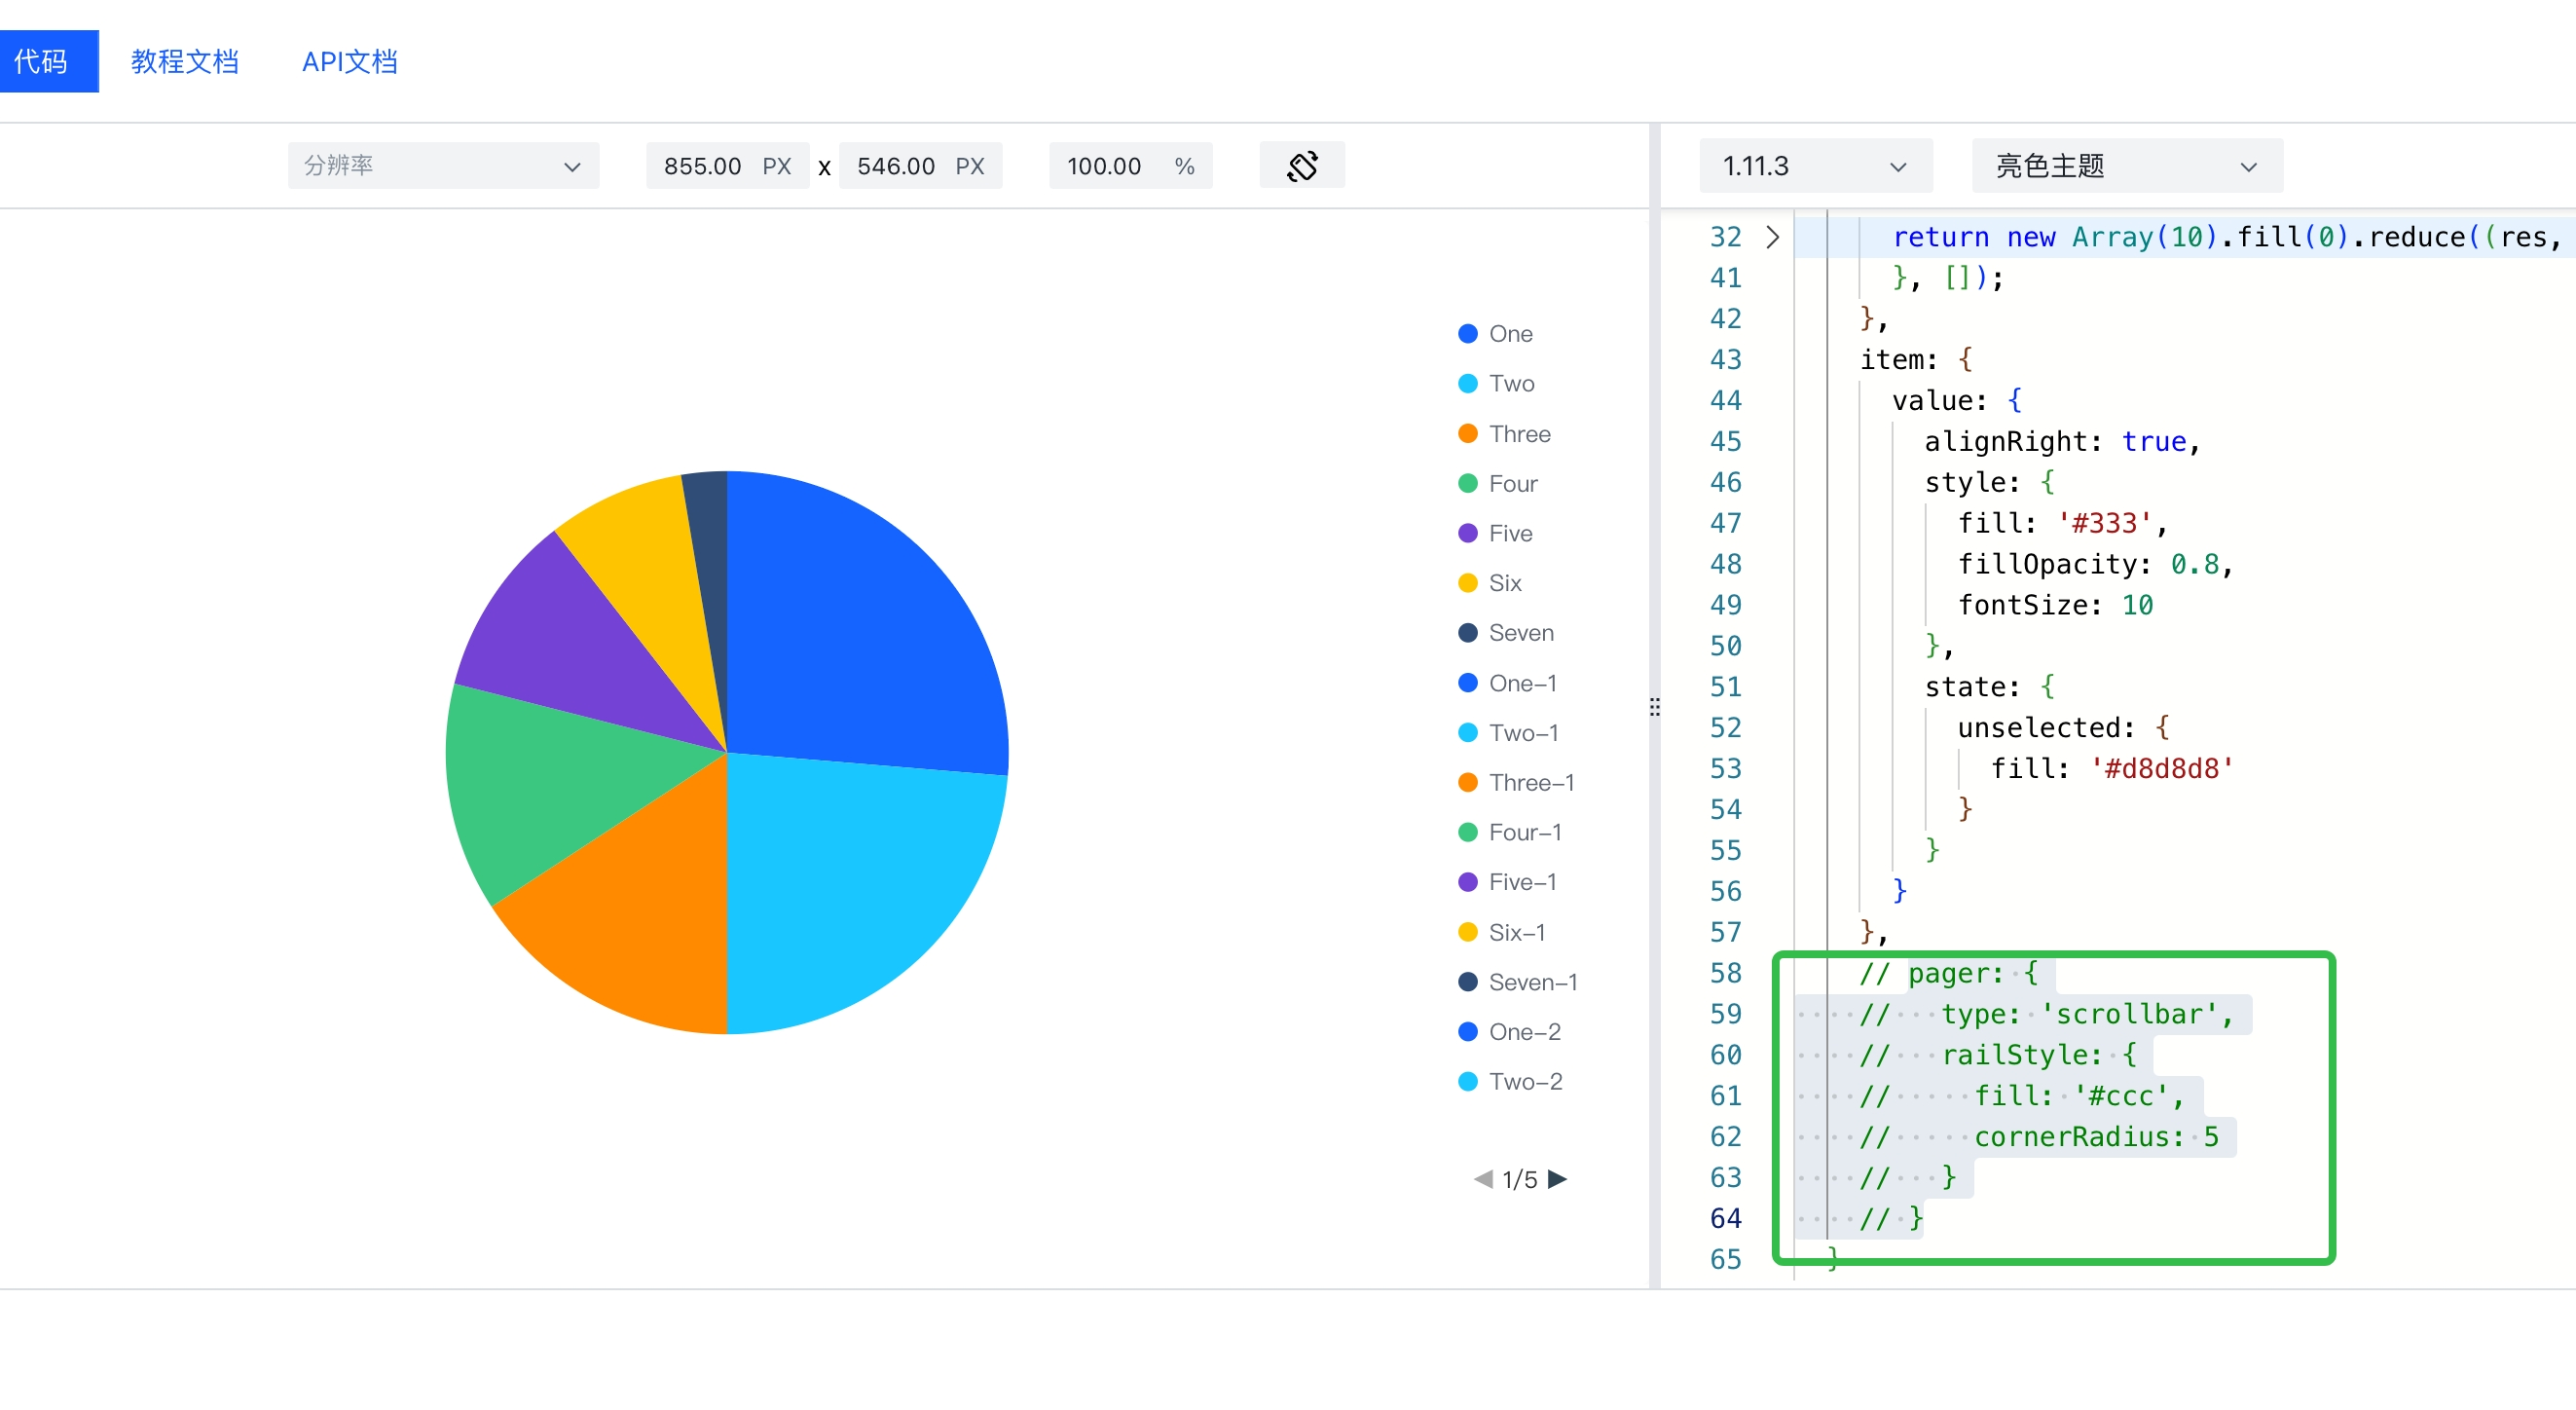 代码 教程文档 API文档
分辨率 855.00 PX x 546.00 PX 100.00 % 1.11.3 亮色主题
One
Two
Three
Four
Five
Six
Seven
One-1
Two-1
Three-1
Four-1
Five-1
Six-1
Seven-1
One-2
Two-2
1/5
32 return new Array(10).fill(0).reduce((res,
41 }, []);
42 },
43 item: {
44 value: {
45 alignRight: true,
46 style: {
47 fill: '#333',
48 fillOpacity: 0.8,
49 fontSize: 10
50 },
51 state: {
52 unselected: {
53 fill: '#d8d8d8'
54 }
55 }
56 }
57 },
58 // pager: {
59 // type: 'scrollbar',
60 // railStyle: {
61 // fill: '#ccc',
62 // cornerRadius: 5
63 // }
64 // }
65 }